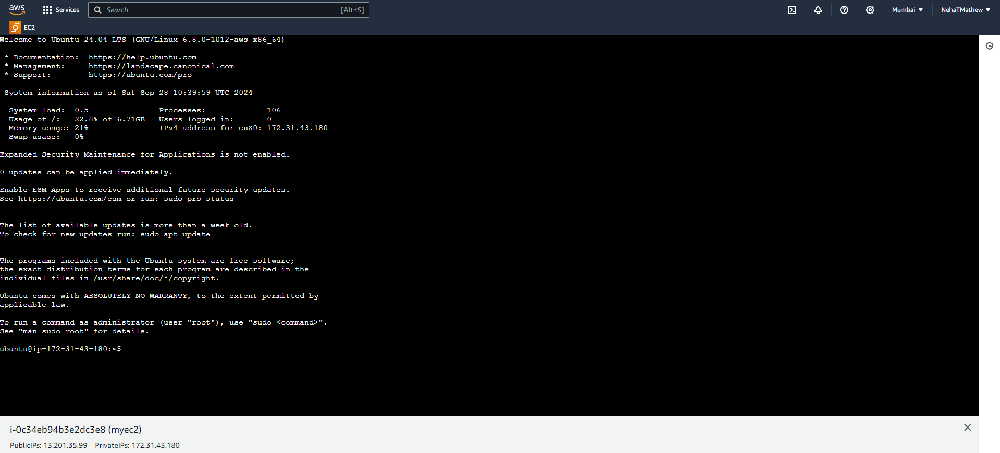 aws Services Search [Alt+S] Mumbai NehaTMathew
EC2
Welcome to Ubuntu 24.04 LTS (GNU/Linux 6.8.0-1012-aws x86_64)
* Documentation: https://help.ubuntu.com
* Management: https://landscape.canonical.com
* Support: https://ubuntu.com/pro
System information as of Sat Sep 28 10:39:59 UTC 2024
System load: 0.5 Processes: 106
Usage of /: 22.8% of 6.71GB Users logged in: 0
Memory usage: 21% IPv4 address for enX0: 172.31.43.180
Swap usage: 0%
Expanded Security Maintenance for Applications is not enabled.
0 updates can be applied immediately.
Enable ESM Apps to receive additional future security updates.
See https://ubuntu.com/esm or run: sudo pro status
The list of available updates is more than a week old.
To check for new updates run: sudo apt update
The programs included with the Ubuntu system are free software;
the exact distribution terms for each program are described in the
individual files in /usr/share/doc/*/copyright.
Ubuntu comes with ABSOLUTELY NO WARRANTY, to the extent permitted by
applicable law.
To run a command as administrator (user "root"), use "sudo <command>".
See "man sudo_root" for details.
ubuntu@ip-172-31-43-180:~$
i-0c34eb94b3e2dc3e8 (myec2)
PublicIPs: 13.201.35.99 PrivateIPs: 172.31.43.180